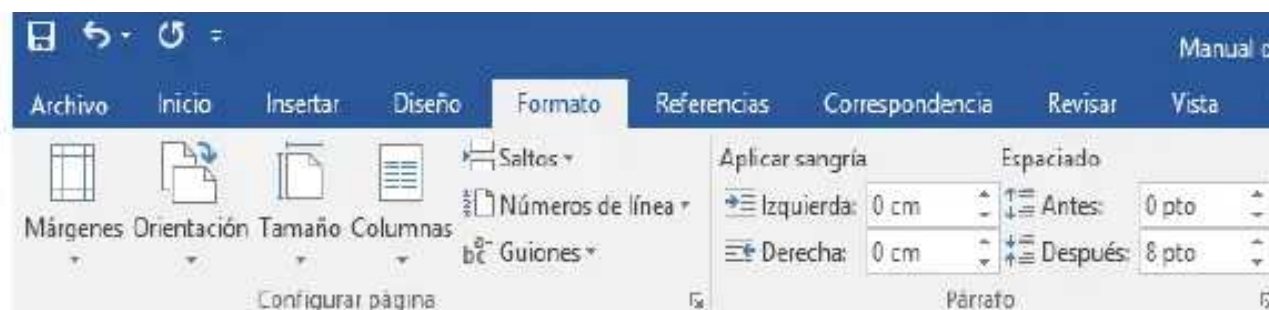 Manual d
Archivo Inicio Insertar Diseño Formato Referencias Correspondencia Revisar Vista
Saltos Aplicar sangría Espaciado
Números de línea Izquierda: 0 cm Antes: 0 pto
Márgenes Orientación Tamaño Columnas
Guiones Derecha: 0 cm Después: 8 pto
Configurar página Párrafo